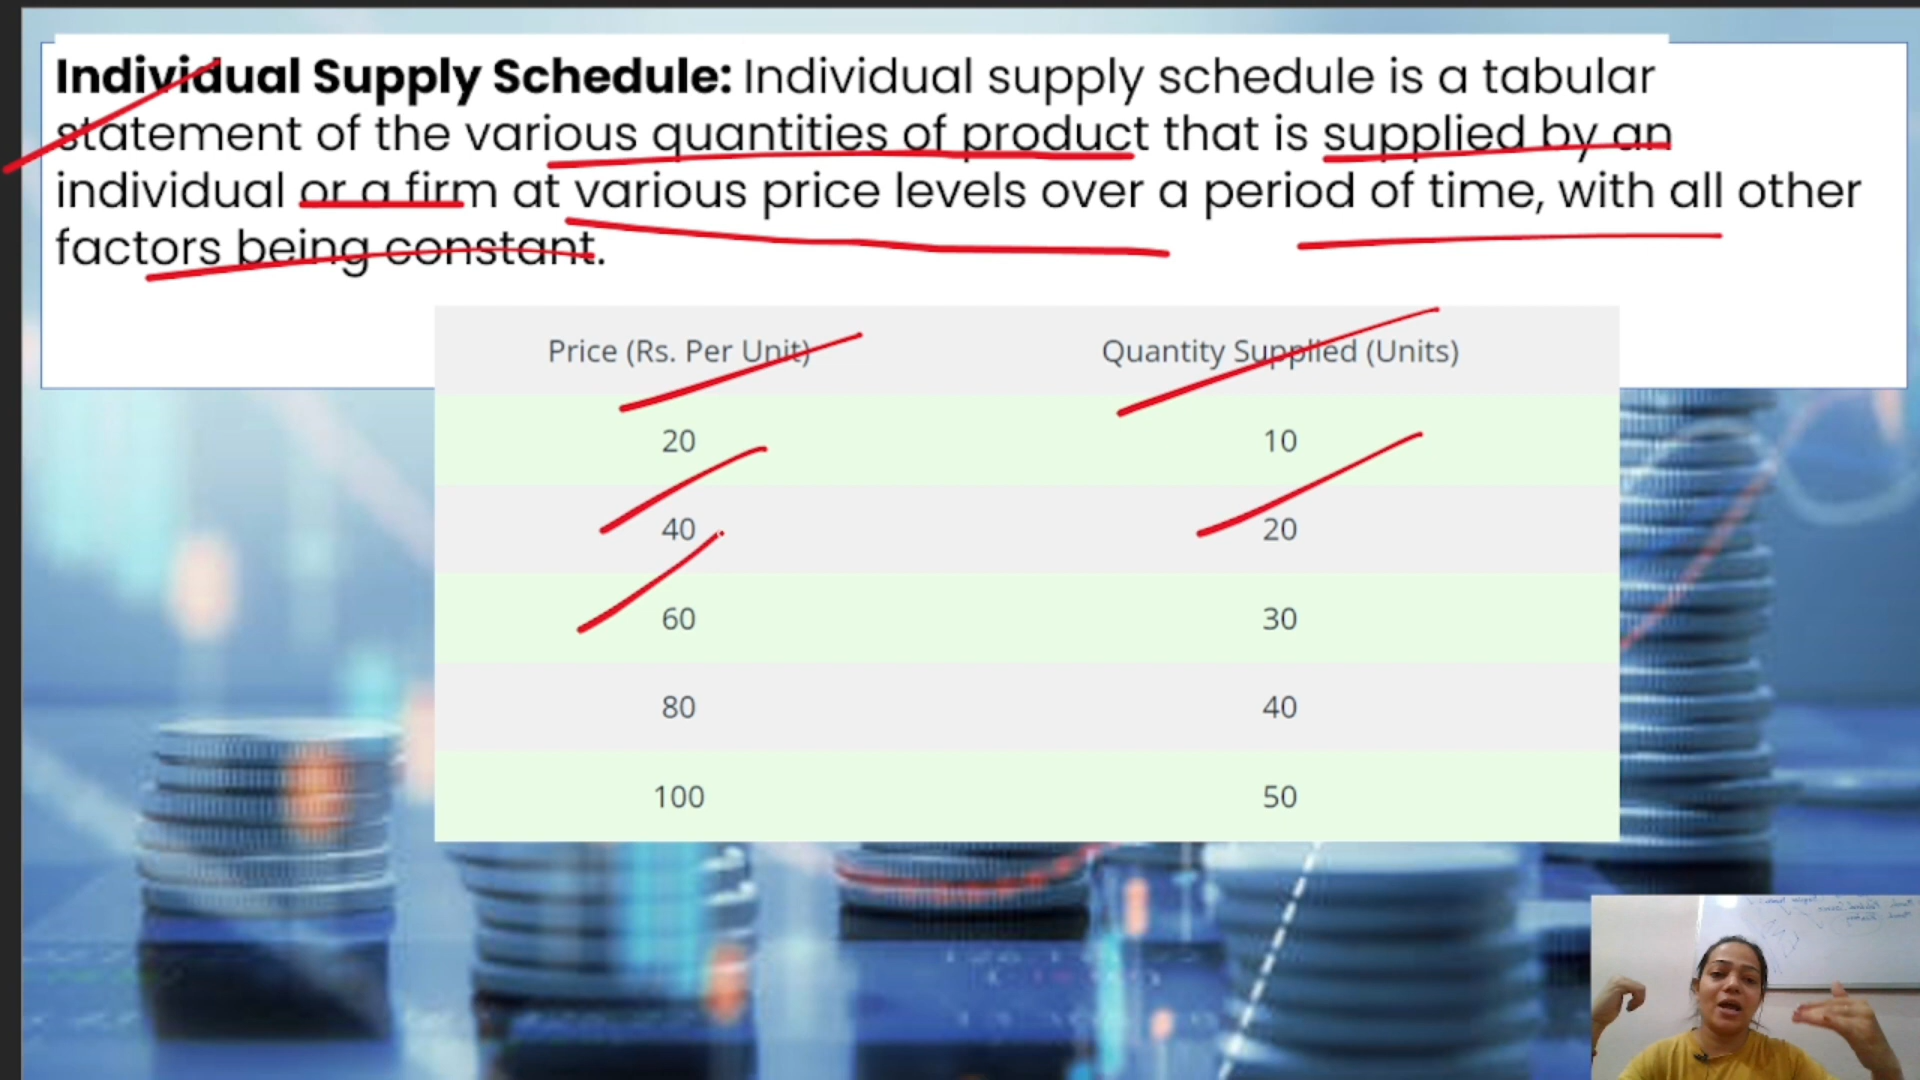 Individual Supply Schedule: Individual supply schedule is a tabular
statement of the various quantities of product that is supplied by an
individual or a firm at various price levels over a period of time, with all other
factors being constant.
Price (Rs. Per Unit) Quantity Supplied (Units)
20 10
40 20
60 30
80 40
100 50